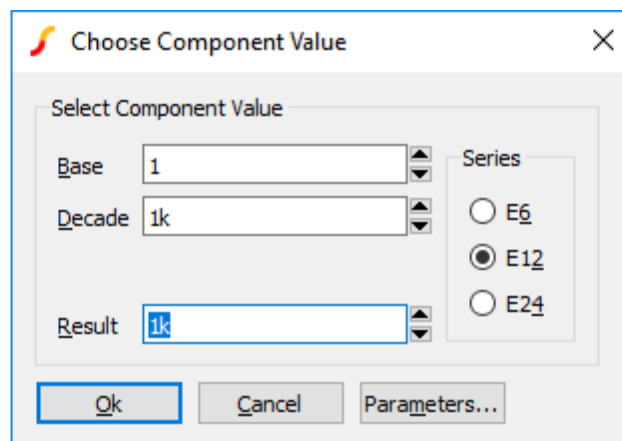 Choose Component Value
Select Component Value
Base 1
Decade 1k
Result 1k
Series
E6
E12
E24
Ok Cancel Parameters...